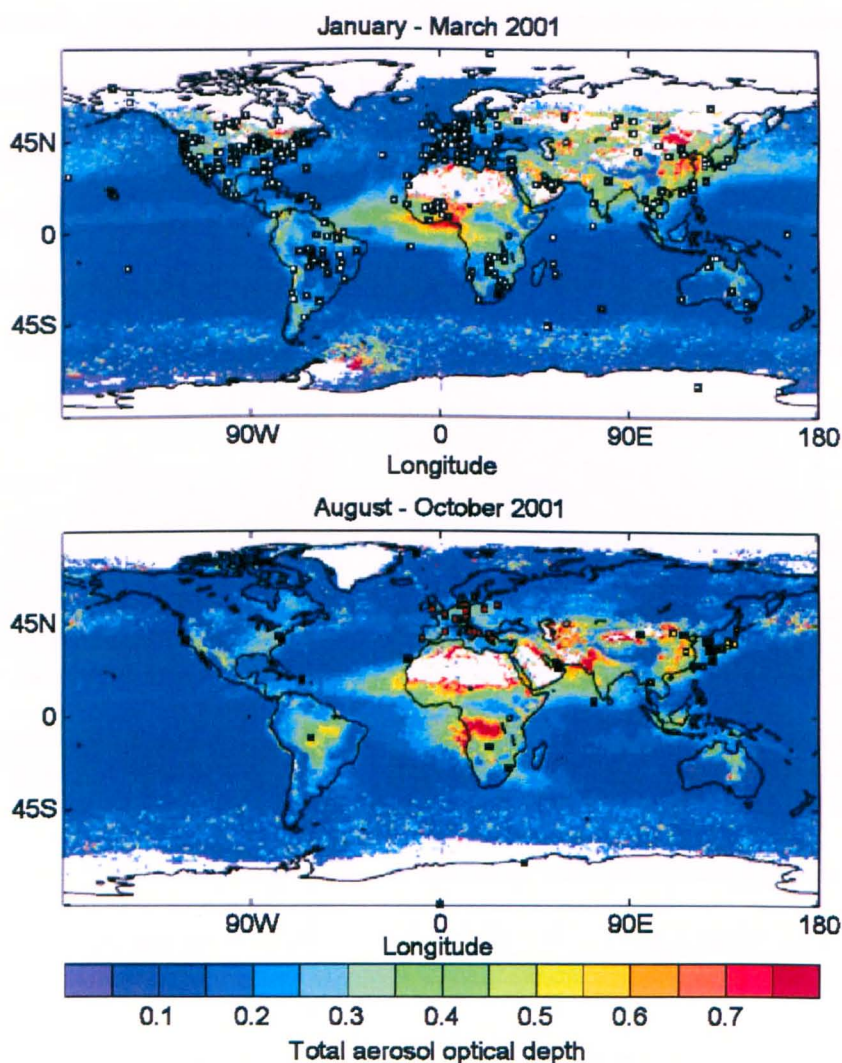 January - March 2001
45N
0
45S
90W 0 90E 180
Longitude
August - October 2001
45N
0
45S
90W 0 90E 180
Longitude
0.1 0.2 0.3 0.4 0.5 0.6 0.7
Total aerosol optical depth